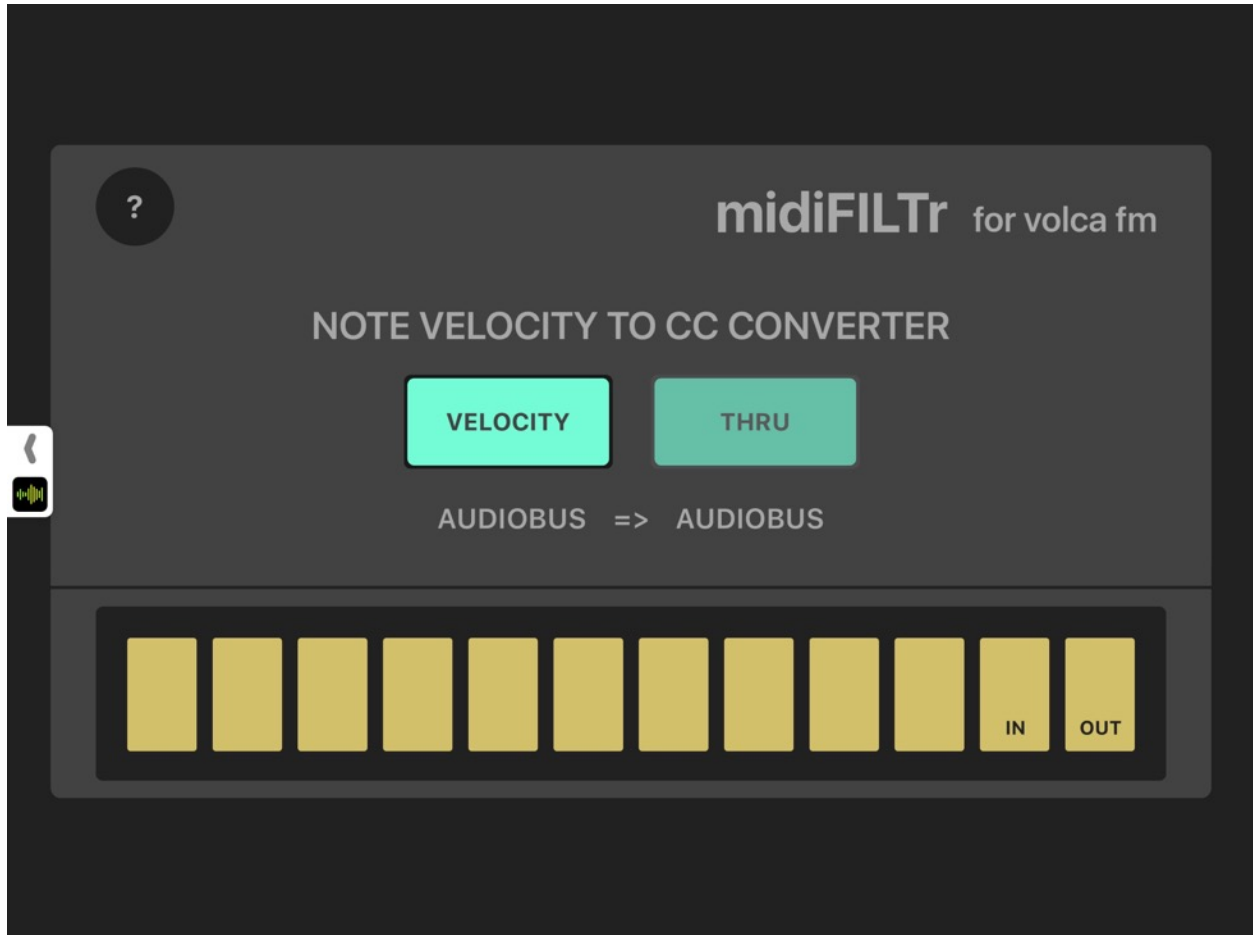 ?
midiFILTr for volca fm
NOTE VELOCITY TO CC CONVERTER
VELOCITY THRU
AUDIOBUS => AUDIOBUS
IN OUT